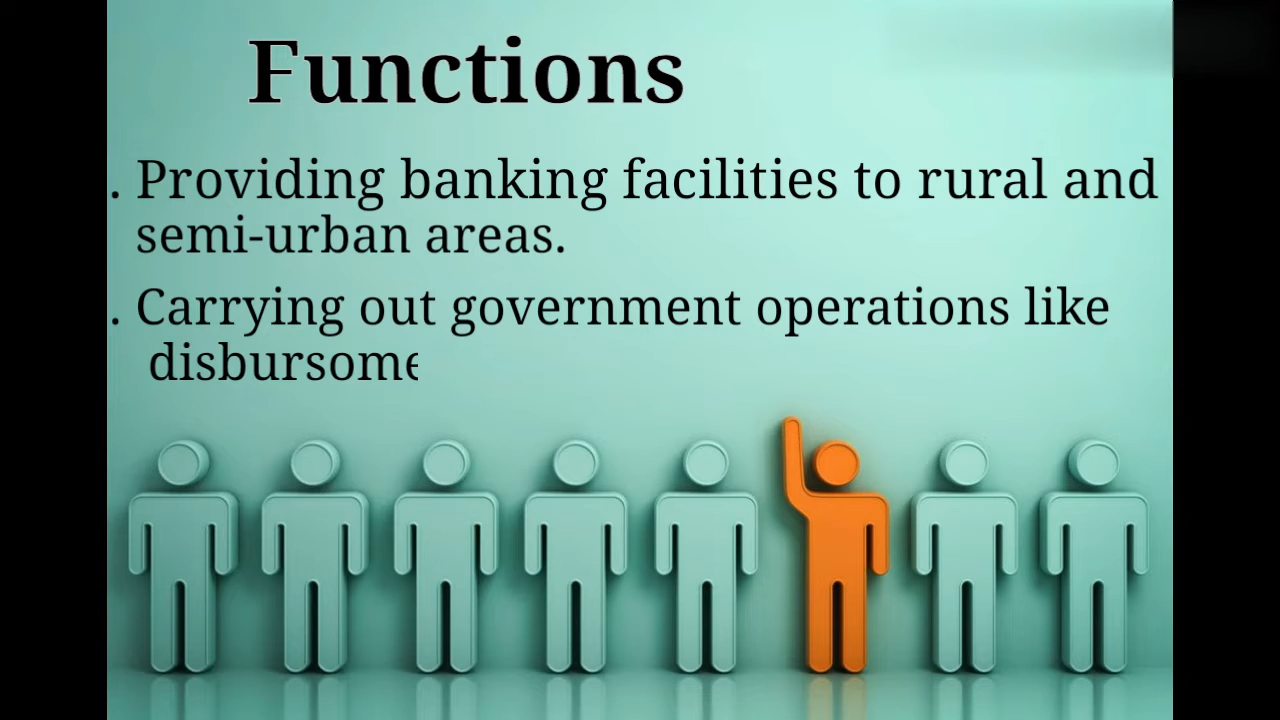 Functions
. Providing banking facilities to rural and
semi-urban areas.
. Carrying out government operations like
disbursome